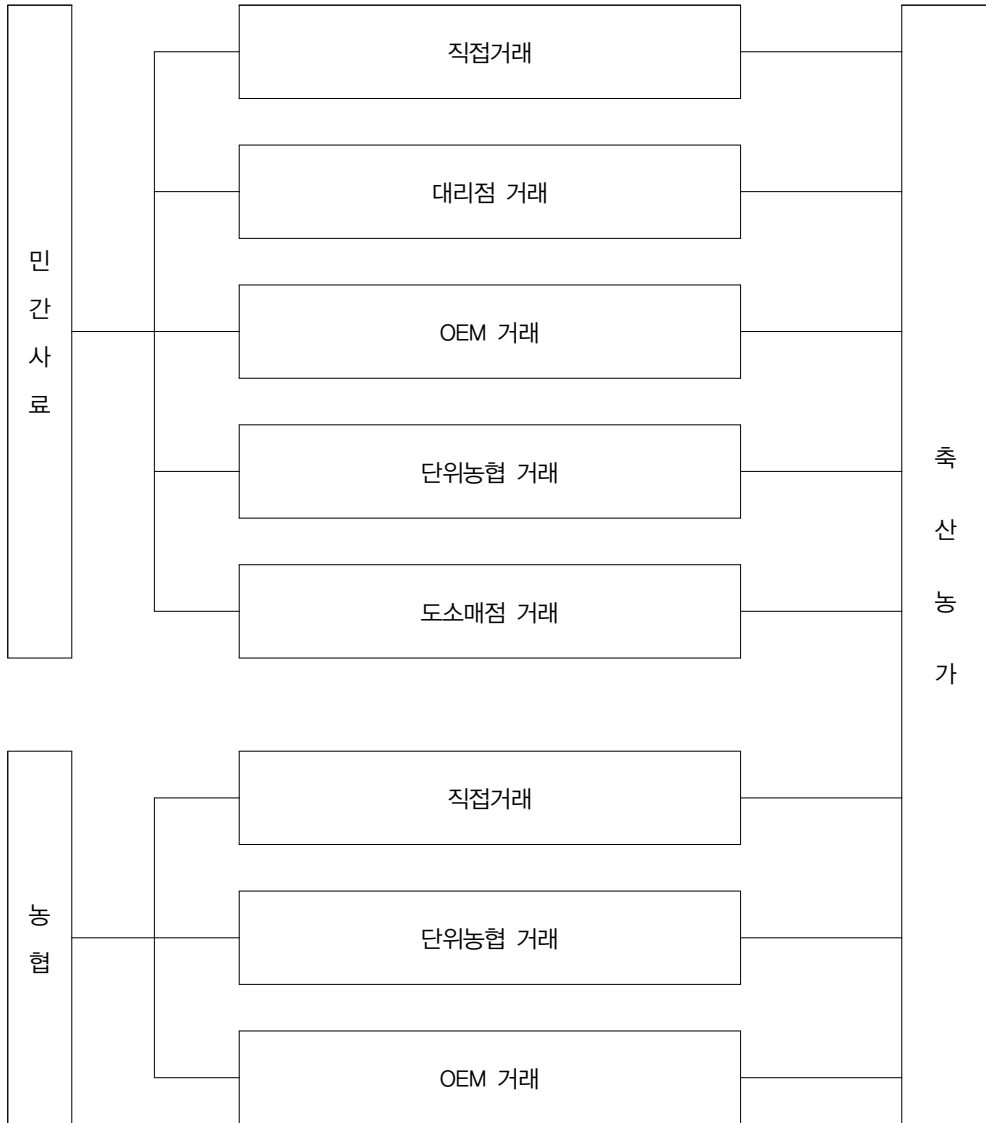 민간사료
직접거래
대리점 거래
OEM 거래
단위농협 거래
도소매점 거래
농협
직접거래
단위농협 거래
OEM 거래
축산농가